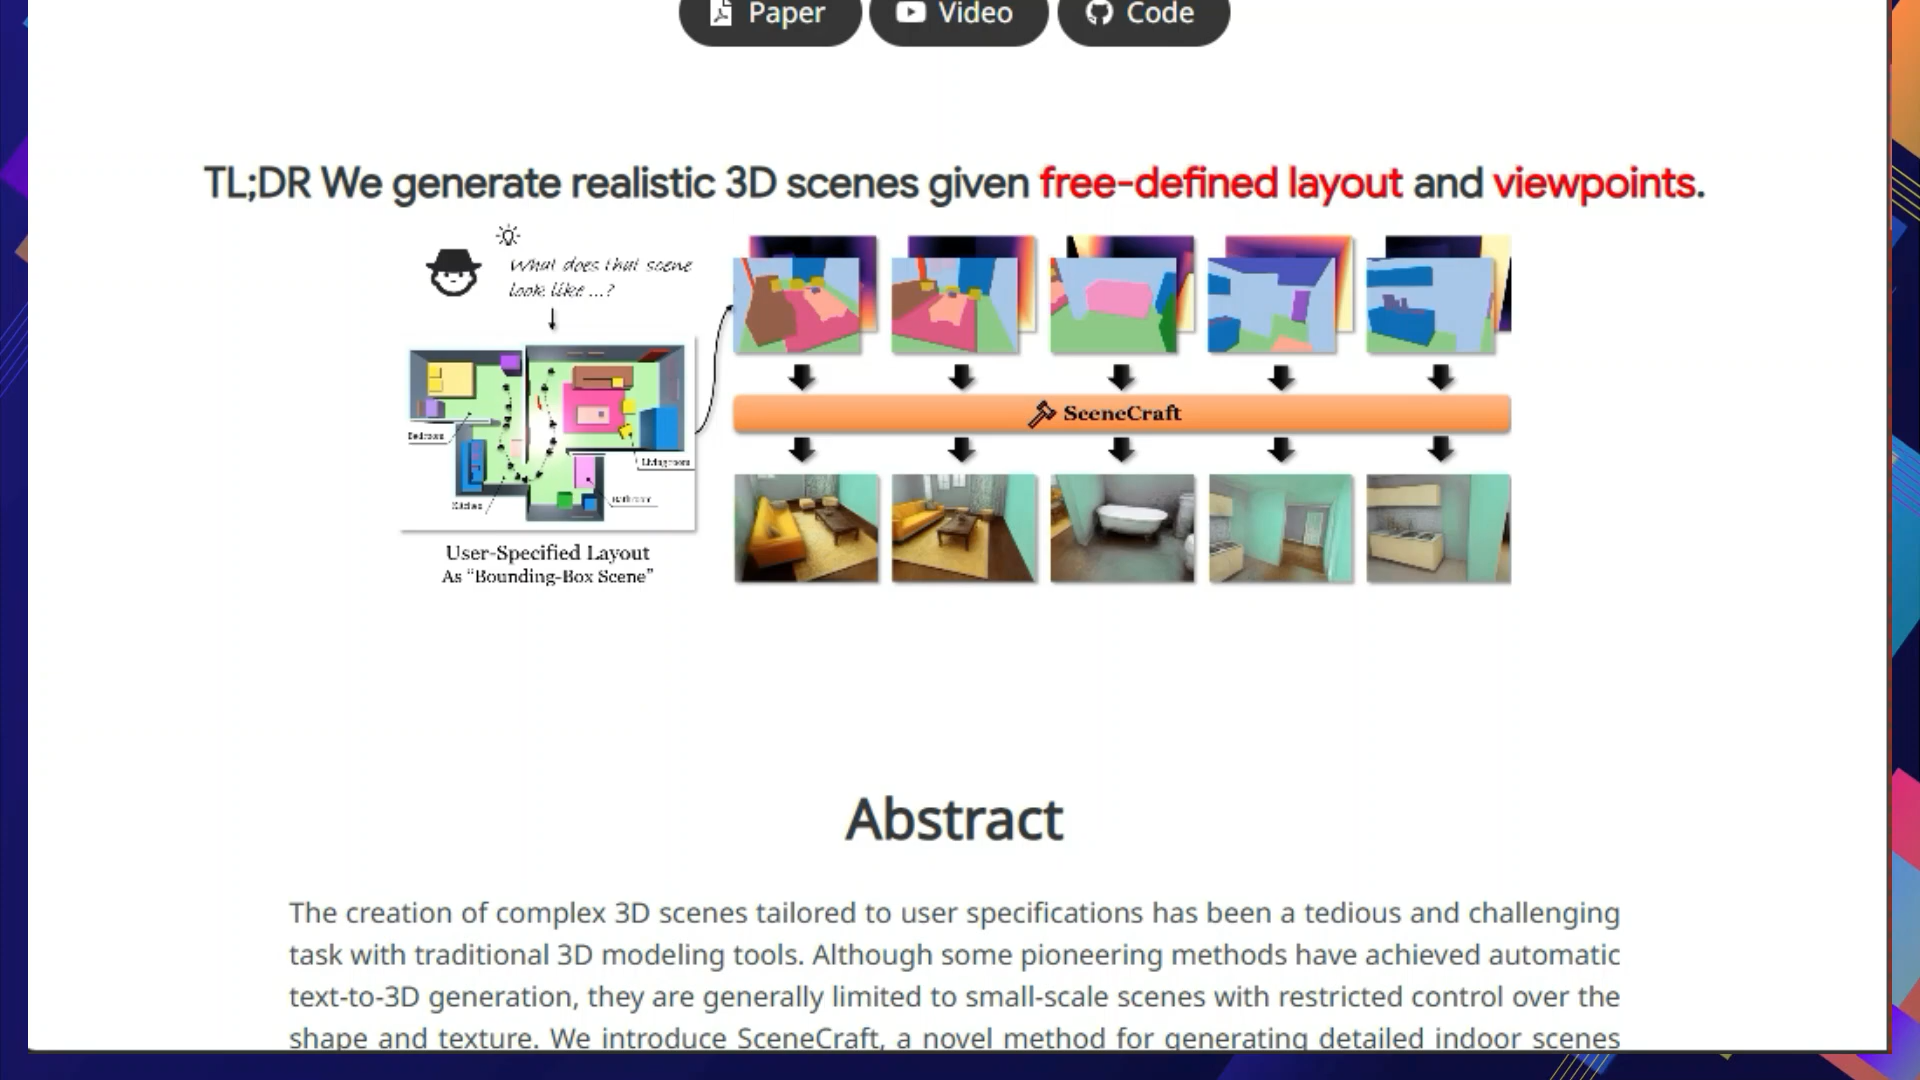 Paper Video Code
TL;DR We generate realistic 3D scenes given free-defined layout and viewpoints.
What does that scene
look like ...?
Bedroom
Livingroom
Kitchen
Bathroom
User-Specified Layout
As “Bounding-Box Scene”
SceneCraft
Abstract
The creation of complex 3D scenes tailored to user specifications has been a tedious and challenging
task with traditional 3D modeling tools. Although some pioneering methods have achieved automatic
text-to-3D generation, they are generally limited to small-scale scenes with restricted control over the
shape and texture. We introduce SceneCraft, a novel method for generating detailed indoor scenes